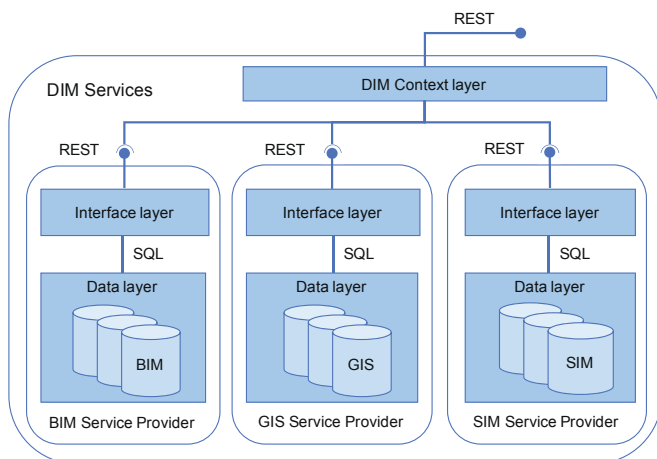 REST
DIM Services
DIM Context layer
REST
REST
REST
Interface layer
Interface layer
Interface layer
SQL
SQL
SQL
Data layer
Data layer
Data layer
BIM
GIS
SIM
BIM Service Provider
GIS Service Provider
SIM Service Provider